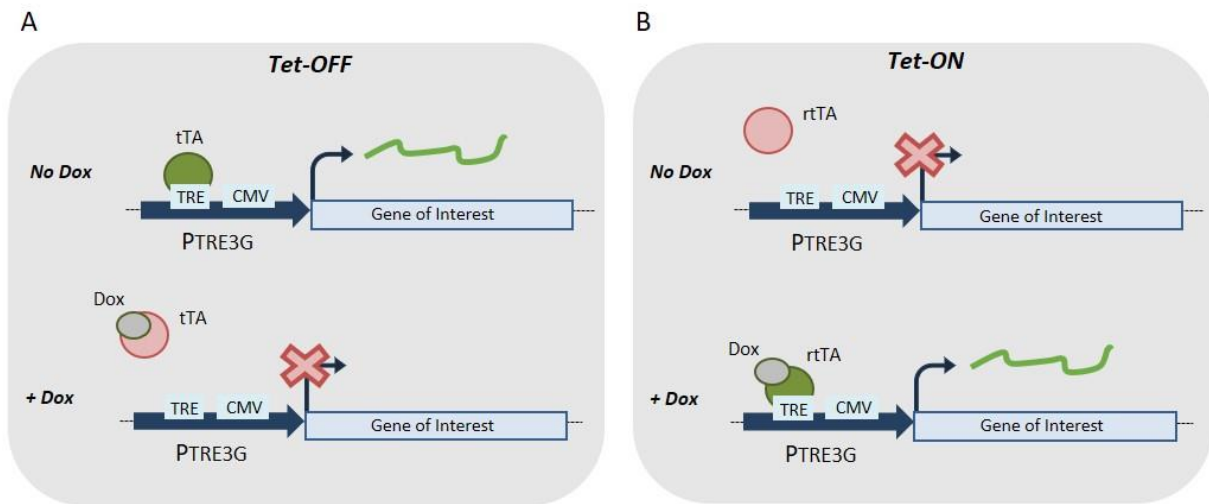 A
Tet-OFF
No Dox
tTA
TRE
CMV
Gene of Interest
PTRE3G
Dox
tTA
+ Dox
TRE
CMV
Gene of Interest
PTRE3G
B
Tet-ON
rtTA
No Dox
TRE
CMV
Gene of Interest
PTRE3G
Dox
rtTA
+ Dox
TRE
CMV
Gene of Interest
PTRE3G